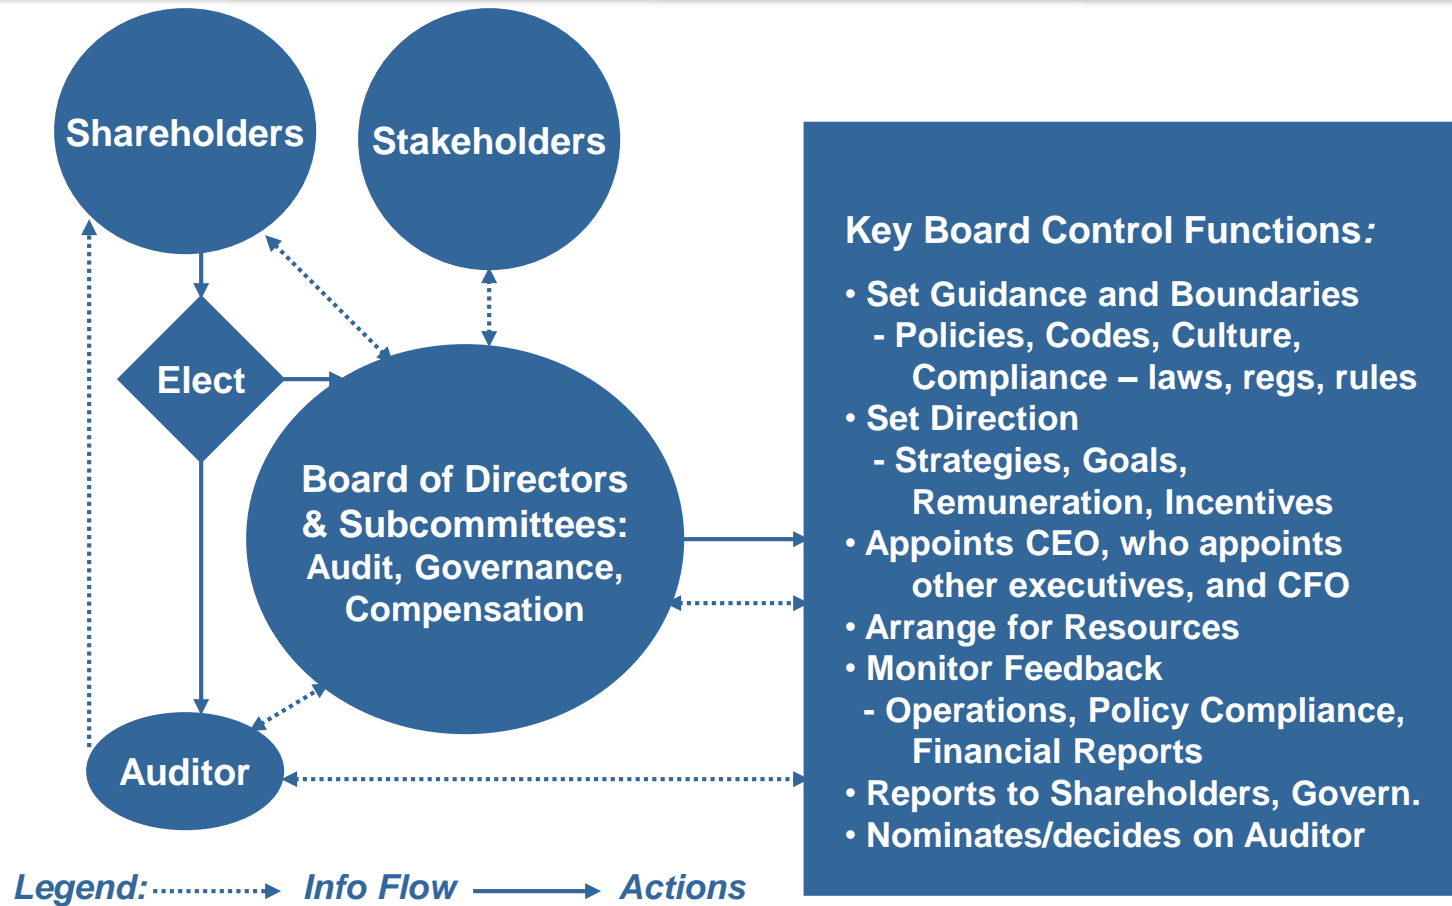 Shareholders
Stakeholders
Elect
Board of Directors
& Subcommittees:
Audit, Governance,
Compensation
Auditor
Key Board Control Functions:
• Set Guidance and Boundaries
- Policies, Codes, Culture,
Compliance – laws, regs, rules
• Set Direction
- Strategies, Goals,
Remuneration, Incentives
• Appoints CEO, who appoints
other executives, and CFO
• Arrange for Resources
• Monitor Feedback
- Operations, Policy Compliance,
Financial Reports
• Reports to Shareholders, Govern.
• Nominates/decides on Auditor
Legend: Info Flow Actions